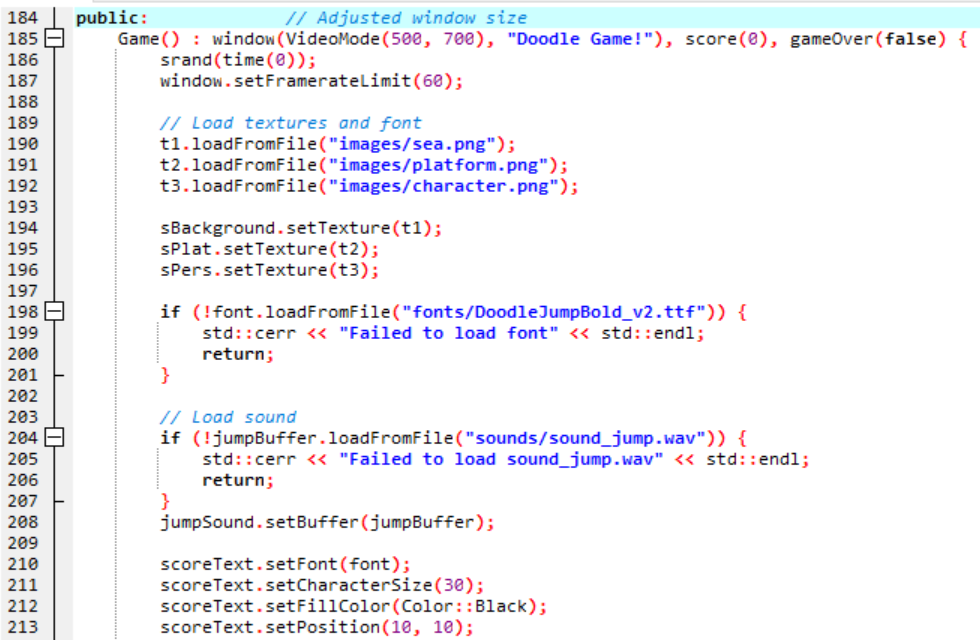 184 public: // Adjusted window size
185 Game() : window(VideoMode(500, 700), "Doodle Game!"), score(0), gameOver(false) {
186 srand(time(0));
187 window.setFramerateLimit(60);
188
189 // Load textures and font
190 t1.loadFromFile("images/sea.png");
191 t2.loadFromFile("images/platform.png");
192 t3.loadFromFile("images/character.png");
193
194 sBackground.setTexture(t1);
195 sPlat.setTexture(t2);
196 sPers.setTexture(t3);
197
198 if (!font.loadFromFile("fonts/DoodleJumpBold_v2.ttf")) {
199 std::cerr << "Failed to load font" << std::endl;
200 return;
201 }
202
203 // Load sound
204 if (!jumpBuffer.loadFromFile("sounds/sound_jump.wav")) {
205 std::cerr << "Failed to load sound_jump.wav" << std::endl;
206 return;
207 }
208 jumpSound.setBuffer(jumpBuffer);
209
210 scoreText.setFont(font);
211 scoreText.setCharacterSize(30);
212 scoreText.setFillColor(Color::Black);
213 scoreText.setPosition(10, 10);